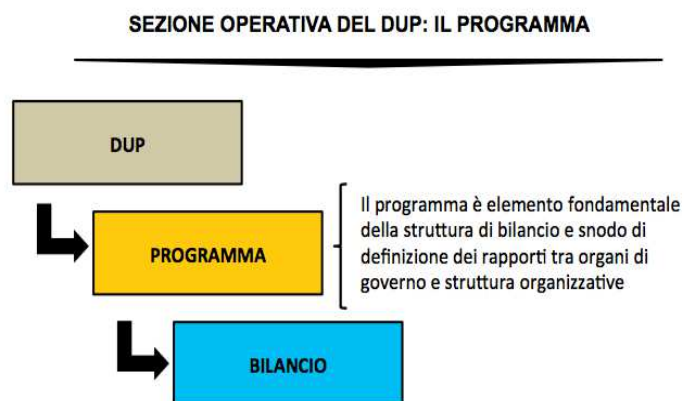 SEZIONE OPERATIVA DEL DUP: IL PROGRAMMA
DUP
Il programma è elemento fondamentale
della struttura di bilancio e snodo di
definizione dei rapporti tra organi di
governo e struttura organizzative
PROGRAMMA
BILANCIO